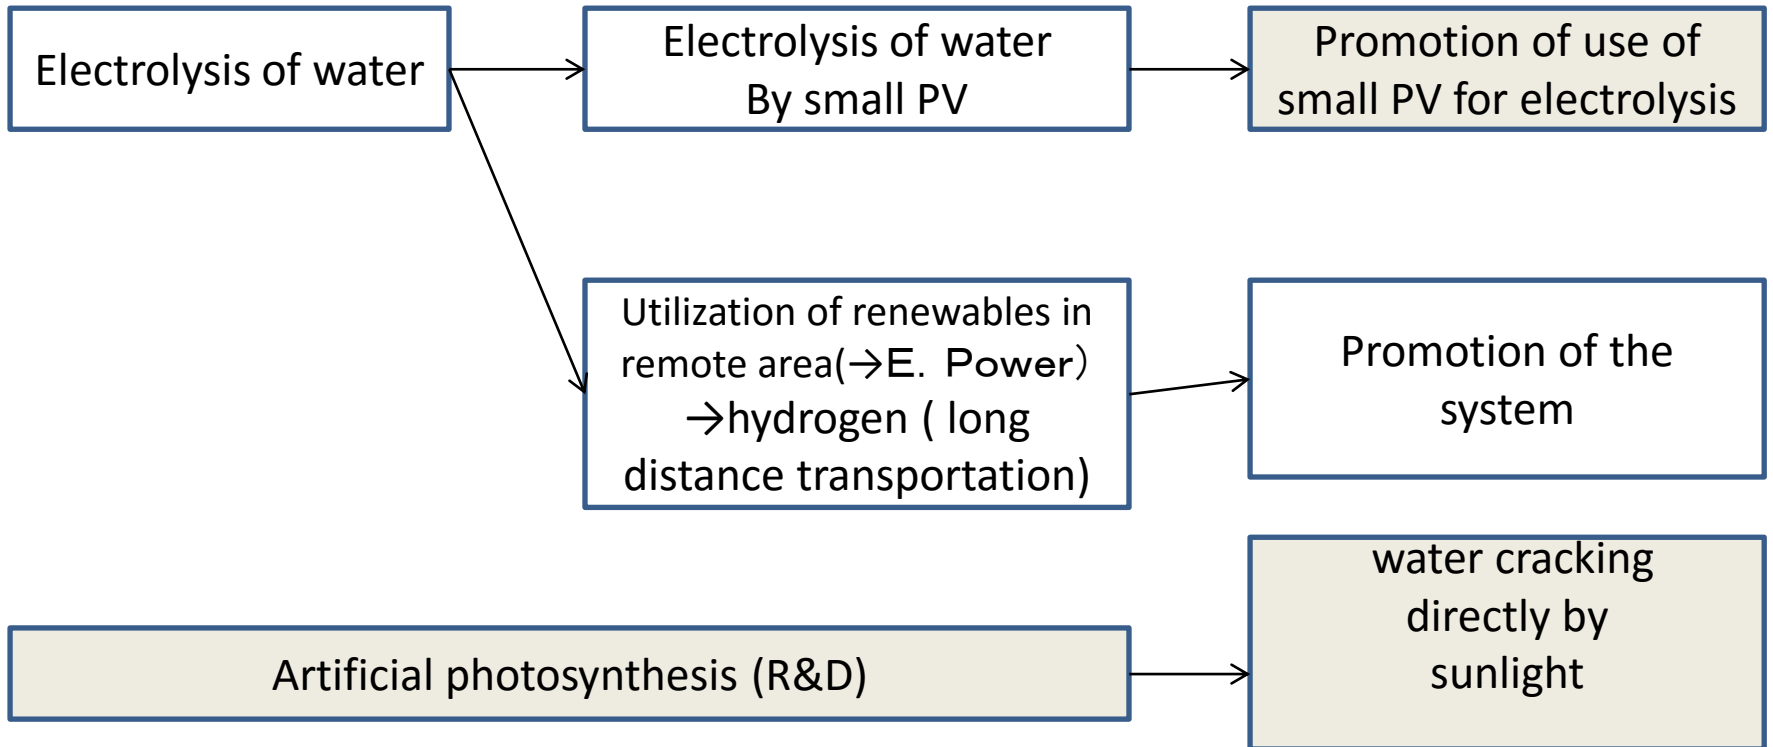 Electrolysis of water
Electrolysis of water
By small PV
Promotion of use of
small PV for electrolysis
Utilization of renewables in
remote area(→E. Power）
→hydrogen ( long
distance transportation)
Promotion of the
system
Artificial photosynthesis (R&D)
water cracking
directly by
sunlight